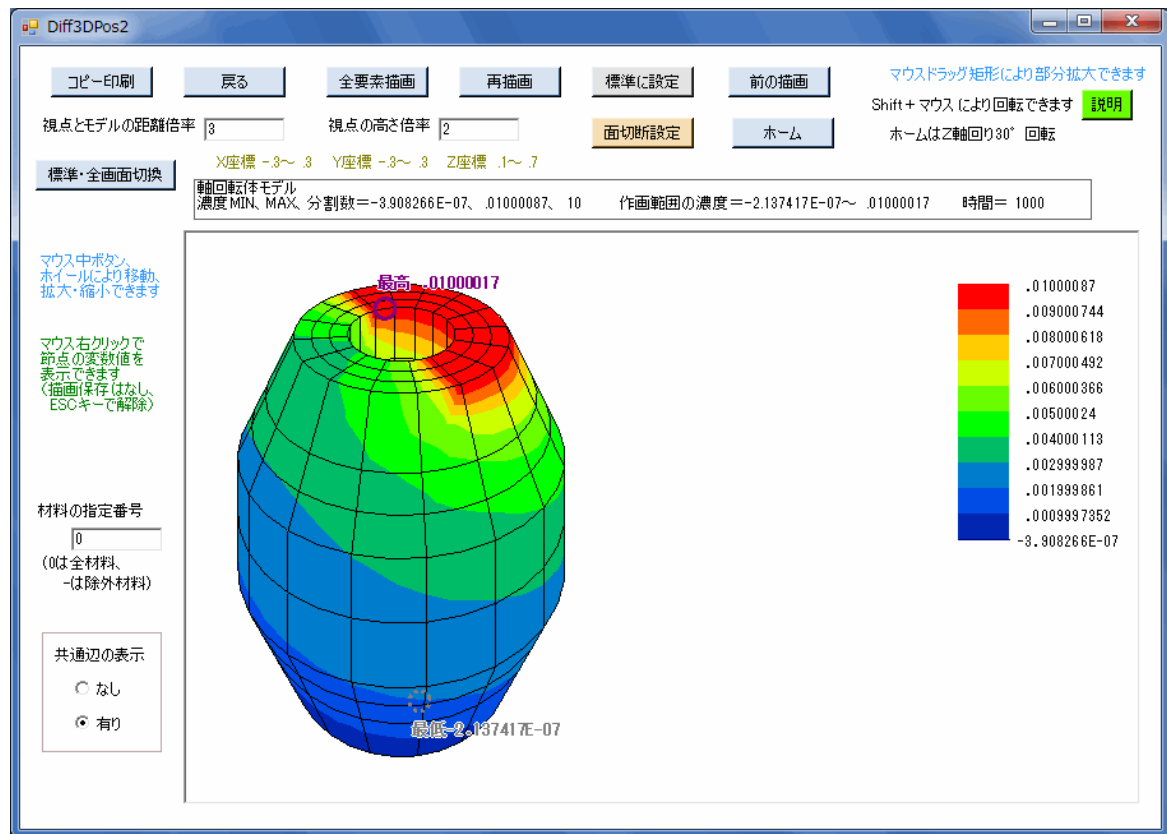 Diff3DPos2
コピー印刷
戻る
全要素描画
再描画
標準に設定
前の描画
マウスドラッグ矩形により部分拡大できます
Shift+マウス により回転できます
説明
視点とモデルの距離倍率
3
視点の高さ倍率
2
面切断設定
ホーム
ホームはZ軸回り30° 回転
標準・全画面切換
X座標 -.3～ .3 Y座標 -.3～ .3 Z座標 .1～ .7
軸回転体モデル
濃度MIN、MAX、分割数=-3.908266E-07、 .01000087、 10 作画範囲の濃度=-2.137417E-07～ .01000017 時間= 1000
マウス中ボタン、
ホイールにより移動、
拡大・縮小できます
マウス右クリックで
節点の変数値を
表示できます
(描画保存はなし、
ESCキーで解除)
材料の指定番号
0
(0は全材料、
-は除外材料)
共通辺の表示
なし
有り
最高 .01000017
最低-2.137417E-07
.01000087
.009000744
.008000618
.007000492
.006000366
.00500024
.004000113
.002999987
.001999861
.0009997352
-3.908266E-07